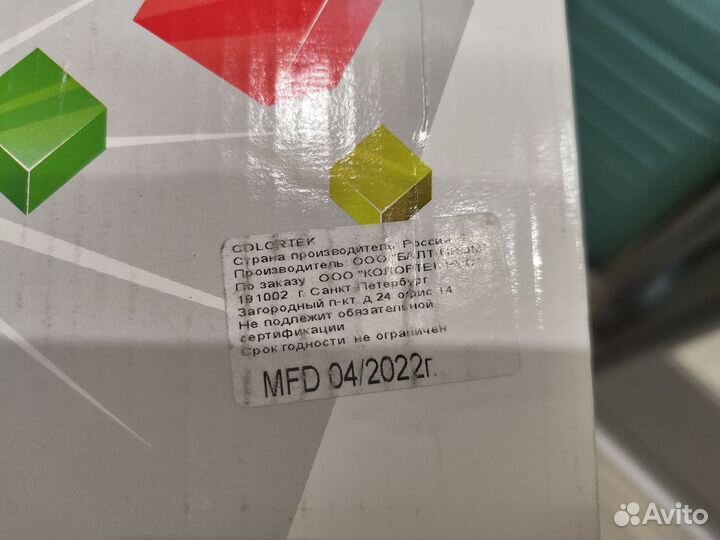 COLORTEK
Страна производитель Россия
Производитель: ООО
По заказу : ООО
191002 г. Санкт-Петербург
Загородный п-кт, д.24 офис 14
Не подлежит обязательной
сертификации
Срок годности: не ограничен
MFD 04/2022г.
Avito